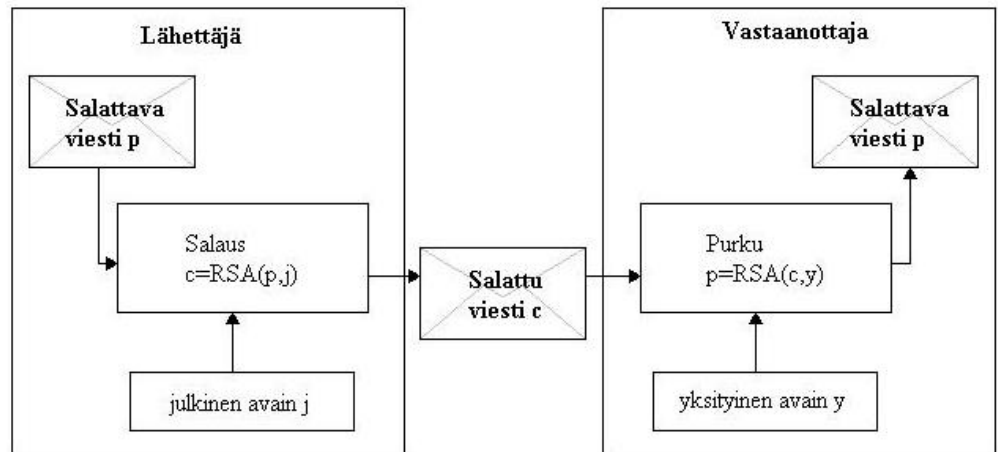 Lähettäjä
Salattava
viesti p
Salaus
c=RSA(p,j)
julkinen avain j
Salattu
viesti c
Vastaanottaja
Salattava
viesti p
Purku
p=RSA(c,y)
yksityinen avain y